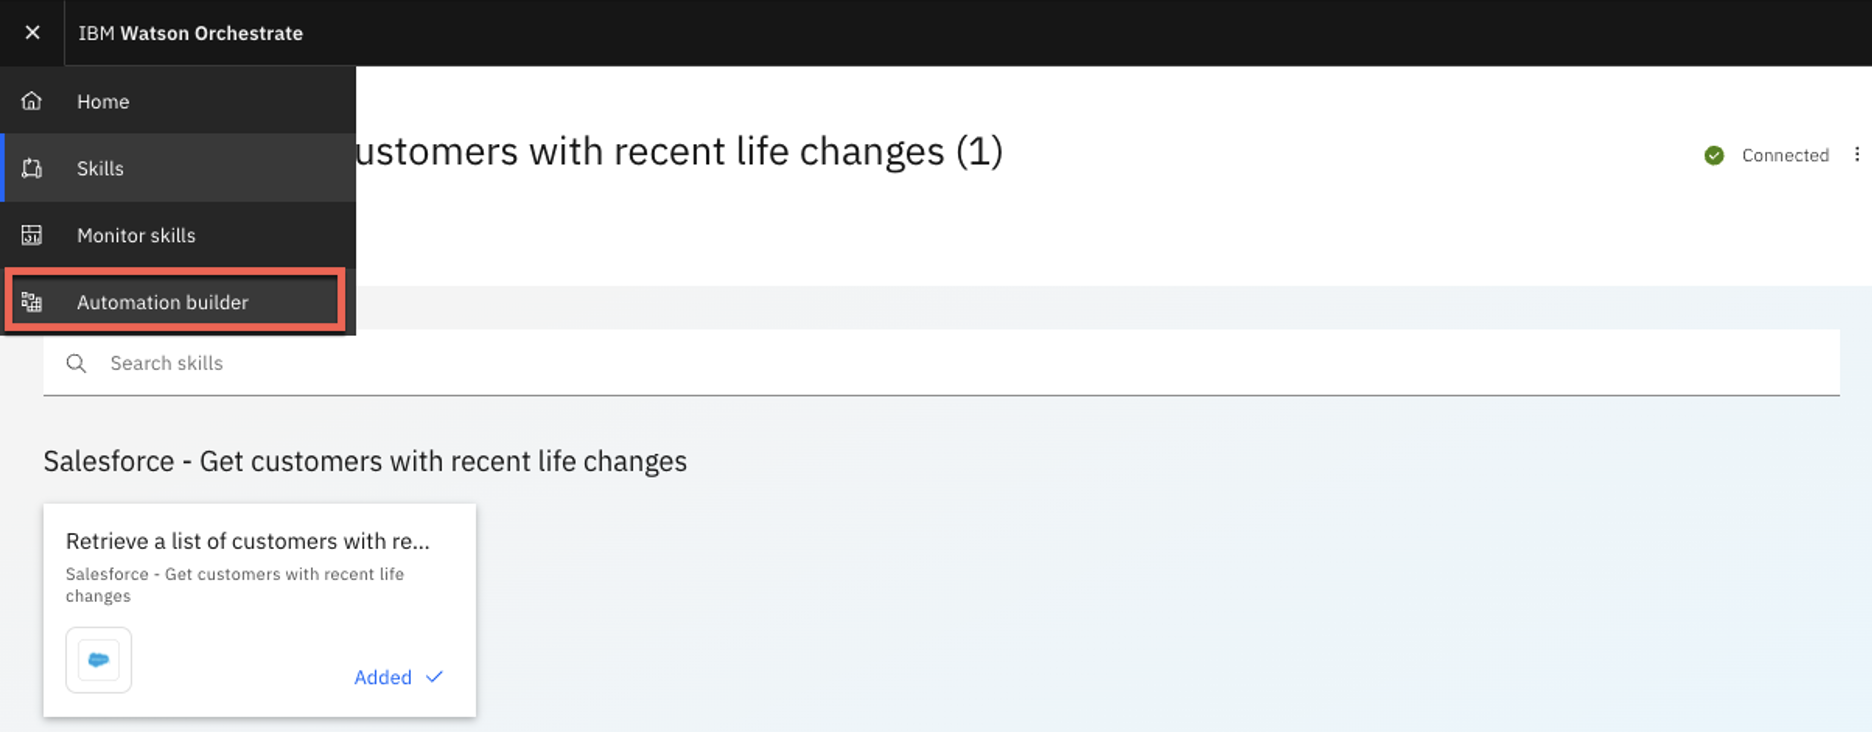 IBM Watson Orchestrate
Home
Skills
Monitor skills
Automation builder
ustomers with recent life changes (1)
Connected
Search skills
Salesforce - Get customers with recent life changes
Retrieve a list of customers with re...
Salesforce - Get customers with recent life
changes
Added